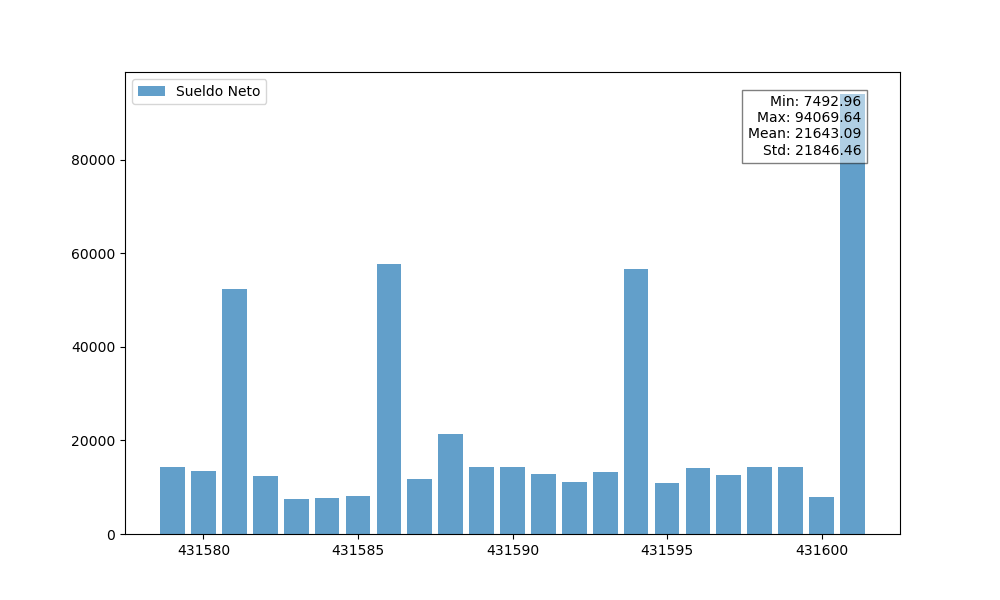 Sueldo Neto
Min: 7492.96
Max: 94069.64
Mean: 21643.09
Std: 21846.46
80000
60000
40000
20000
0
431580 431585 431590 431595 431600